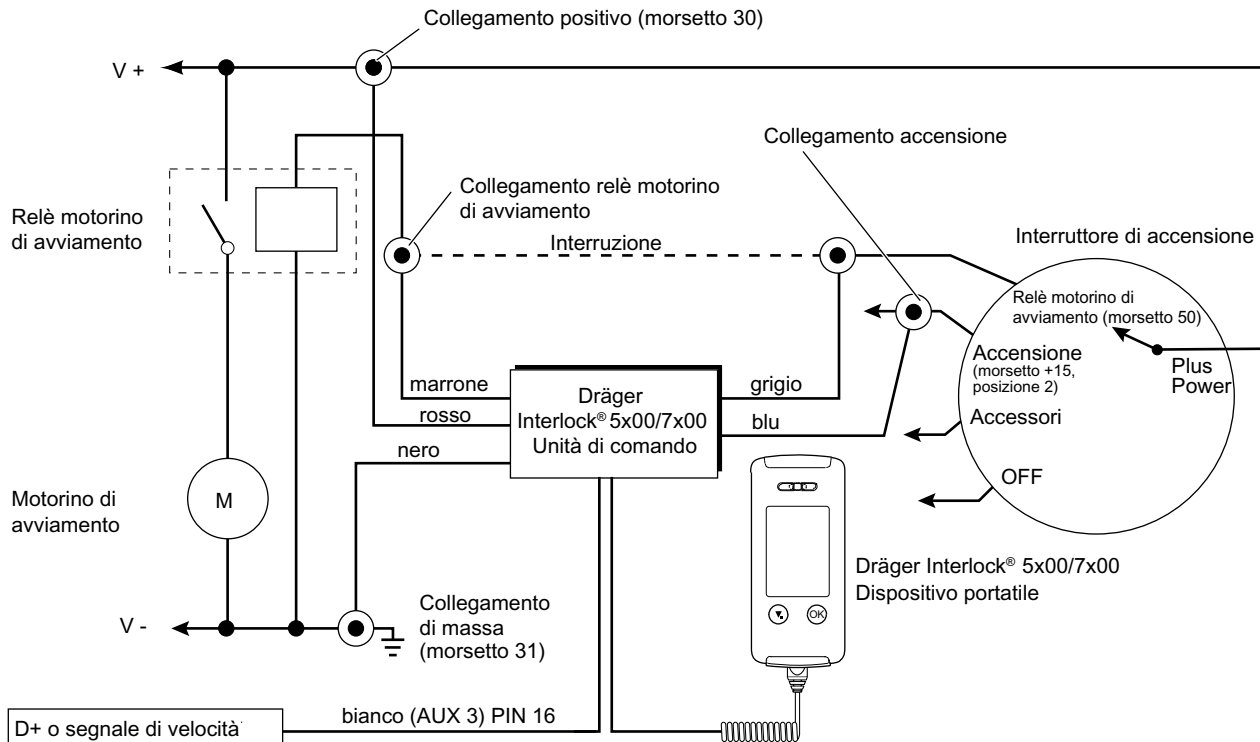 Collegamento positivo (morsetto 30)
V +
Collegamento accensione
Collegamento relè motorino
di avviamento
Relè motorino
di avviamento
Interruzione
Interruttore di accensione
Relè motorino di
avviamento (morsetto 50)
Accensione
(morsetto +15,
posizione 2)
Plus
Power
Accessori
OFF
marrone
rosso
nero
Dräger
Interlock® 5x00/7x00
Unità di comando
grigio
blu
Motorino di
avviamento
M
Dräger Interlock® 5x00/7x00
Dispositivo portatile
OK
V -
Collegamento
di massa
(morsetto 31)
bianco (AUX 3) PIN 16
D+ o segnale di velocità